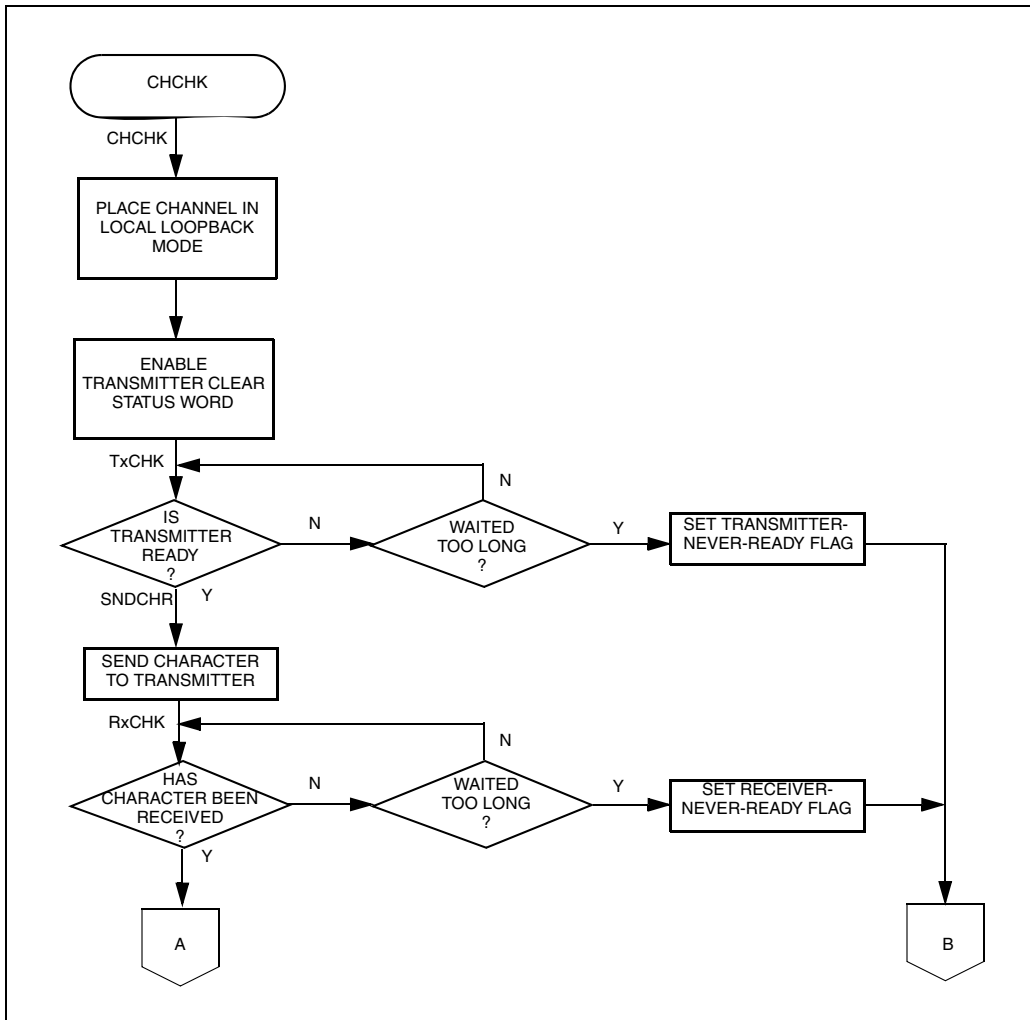 CHCHK
CHCHK
PLACE CHANNEL IN
LOCAL LOOPBACK
MODE
ENABLE
TRANSMITTER CLEAR
STATUS WORD
TxCHK
N
IS
TRANSMITTER
READY
?
N
WAITED
TOO LONG
?
Y
SET TRANSMITTER-
NEVER-READY FLAG
SNDCHR
Y
SEND CHARACTER
TO TRANSMITTER
RxCHK
N
HAS
CHARACTER BEEN
RECEIVED
?
N
WAITED
TOO LONG
?
Y
SET RECEIVER-
NEVER-READY FLAG
Y
A
B